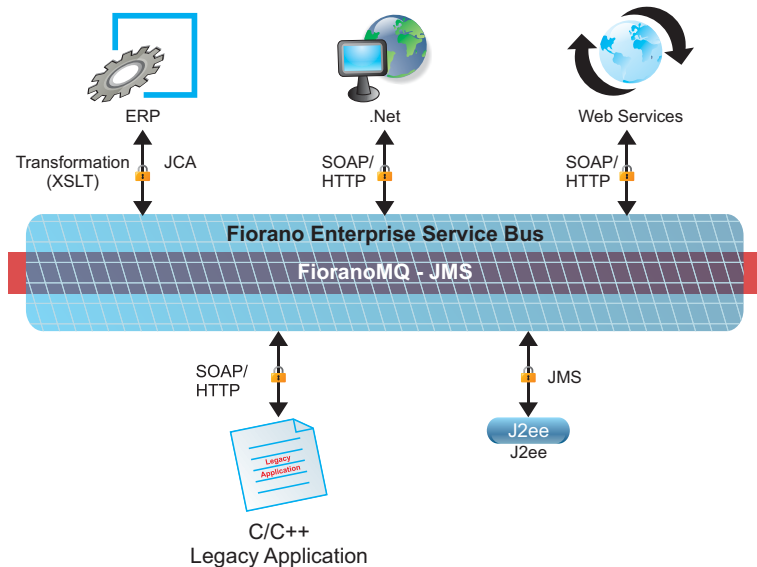 ERP
.Net
Web Services
Transformation
(XSLT)
JCA
SOAP/
HTTP
SOAP/
HTTP
Fiorano Enterprise Service Bus
FioranoMQ - JMS
SOAP/
HTTP
JMS
Legacy
Application
J2ee
J2ee
C/C++
Legacy Application